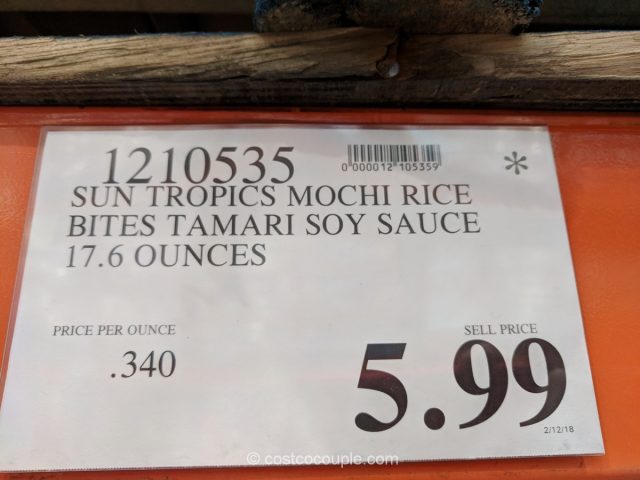 1210535
0 000012 105359
*
SUN TROPICS MOCHI RICE
BITES TAMARI SOY SAUCE
17.6 OUNCES
PRICE PER OUNCE
.340
SELL PRICE
5.99
2/12/18
© costcocouple.com